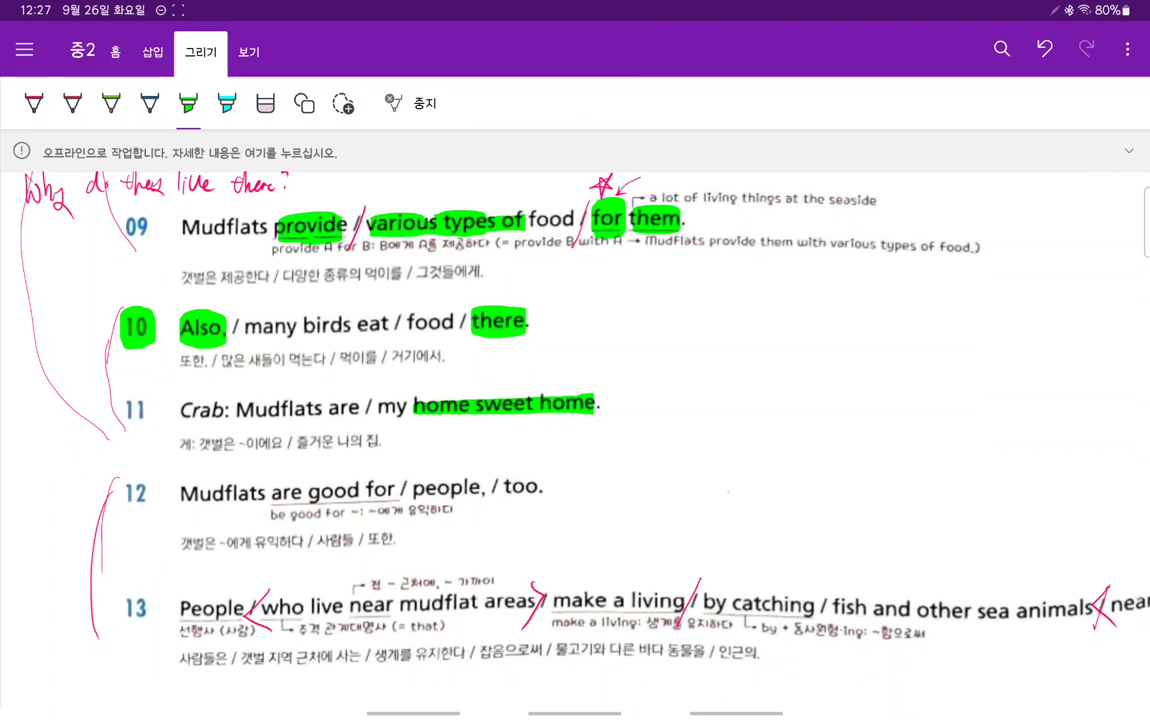 12:27 9월 26일 화요일 80%
중2 홈 삽입 그리기 보기
중지
오프라인으로 작업합니다. 자세한 내용은 여기를 누르십시오.
Why do they live there?
a lot of living things at the seaside
09 Mudflats provide / various types of food / for them.
provide A for B: B에게 A를 제공하다 (= provide B with A → Mudflats provide them with various types of food.)
갯벌은 제공한다 / 다양한 종류의 먹이를 / 그것들에게.
10 Also, / many birds eat / food / there.
또한, / 많은 새들이 먹는다 / 먹이를 / 거기에서.
11 Crab: Mudflats are / my home sweet home.
게: 갯벌은 ~이에요 / 즐거운 나의 집.
12 Mudflats are good for / people, / too.
be good for ~: ~에게 유익하다
갯벌은 ~에게 유익하다 / 사람들 / 또한.
전 ~ 근처에, ~ 가까이
13 People / who live near mudflat areas / make a living / by catching / fish and other sea animals / near
선행사 (사람) 주격 관계대명사 (= that) make a living: 생계를 유지하다 by + 동사원형-ing: ~함으로써
사람들은 / 갯벌 지역 근처에 사는 / 생계를 유지한다 / 잡음으로써 / 물고기와 다른 바다 동물을 / 인근의.